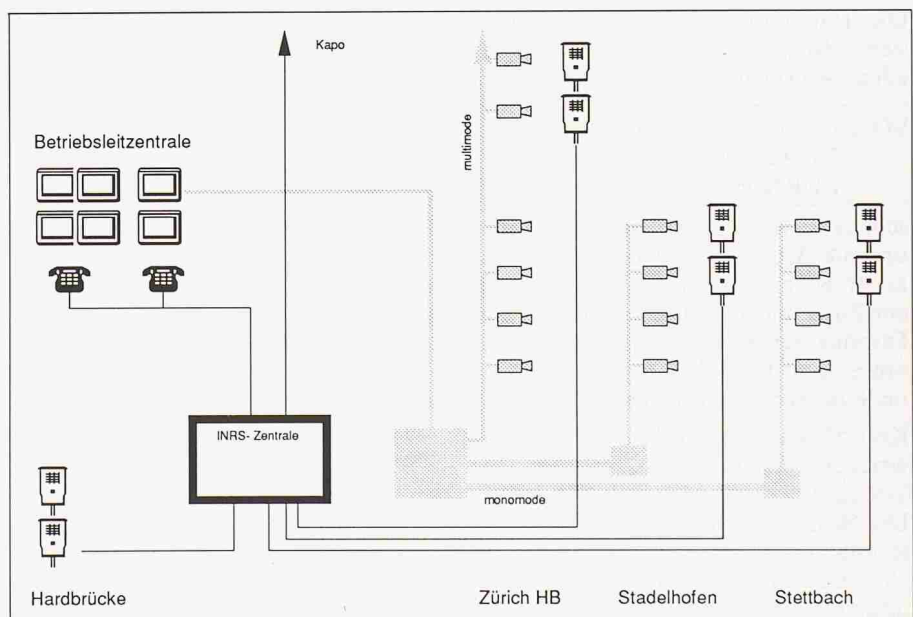 Kapo
multimode
Betriebsleitzentrale
INRS- Zentrale
monomode
Hardbrücke
Zürich HB
Stadelhofen
Stettbach